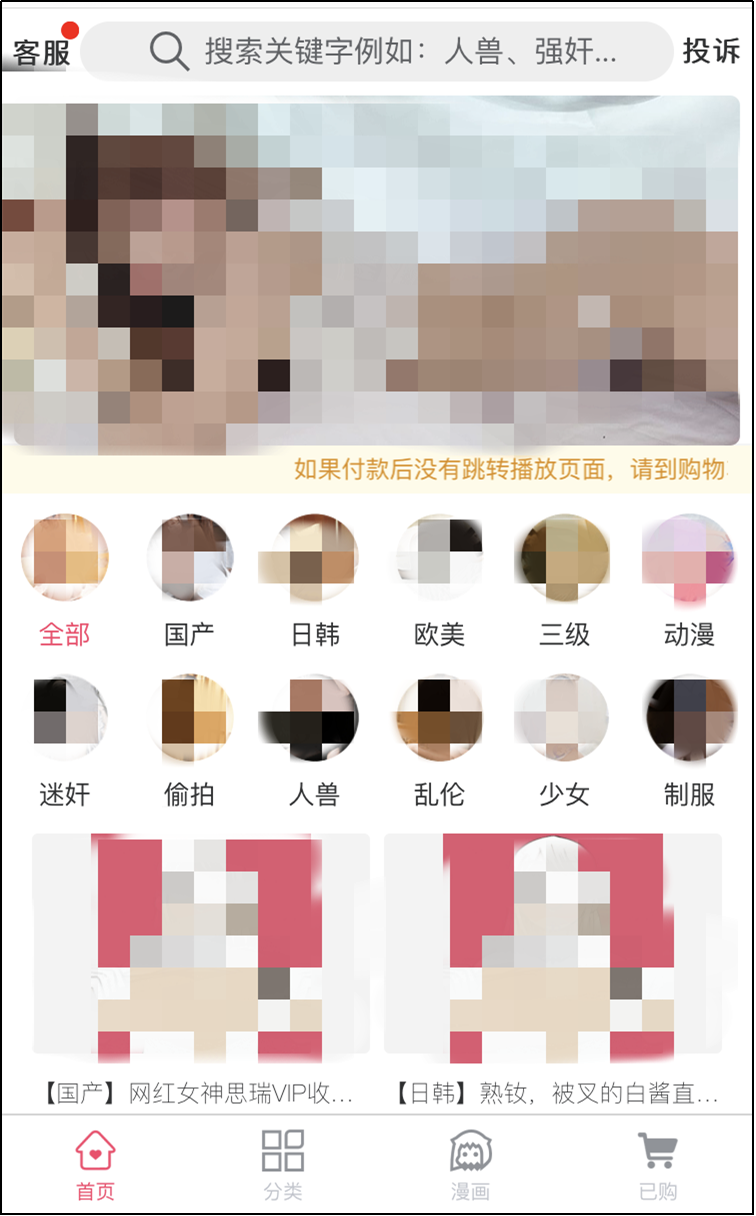 客服
搜索关键字例如：人兽、强奸...
投诉
如果付款后没有跳转播放页面，请到购物
全部 国产 日韩 欧美 三级 动漫
迷奸 偷拍 人兽 乱伦 少女 制服
【国产】网红女神思瑞VIP收...
【日韩】熟钕，被叉的白酱直...
首页 分类 漫画 已购